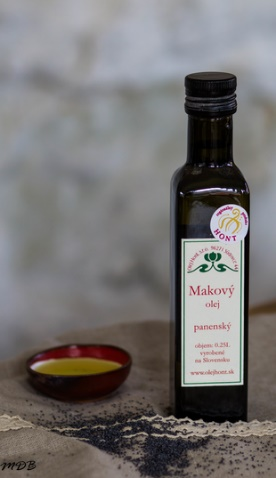 HONT
Makový
olej
panenský
objem: 0.25L
vyrobené
na Slovensku
www.olejhont.sk
MDB